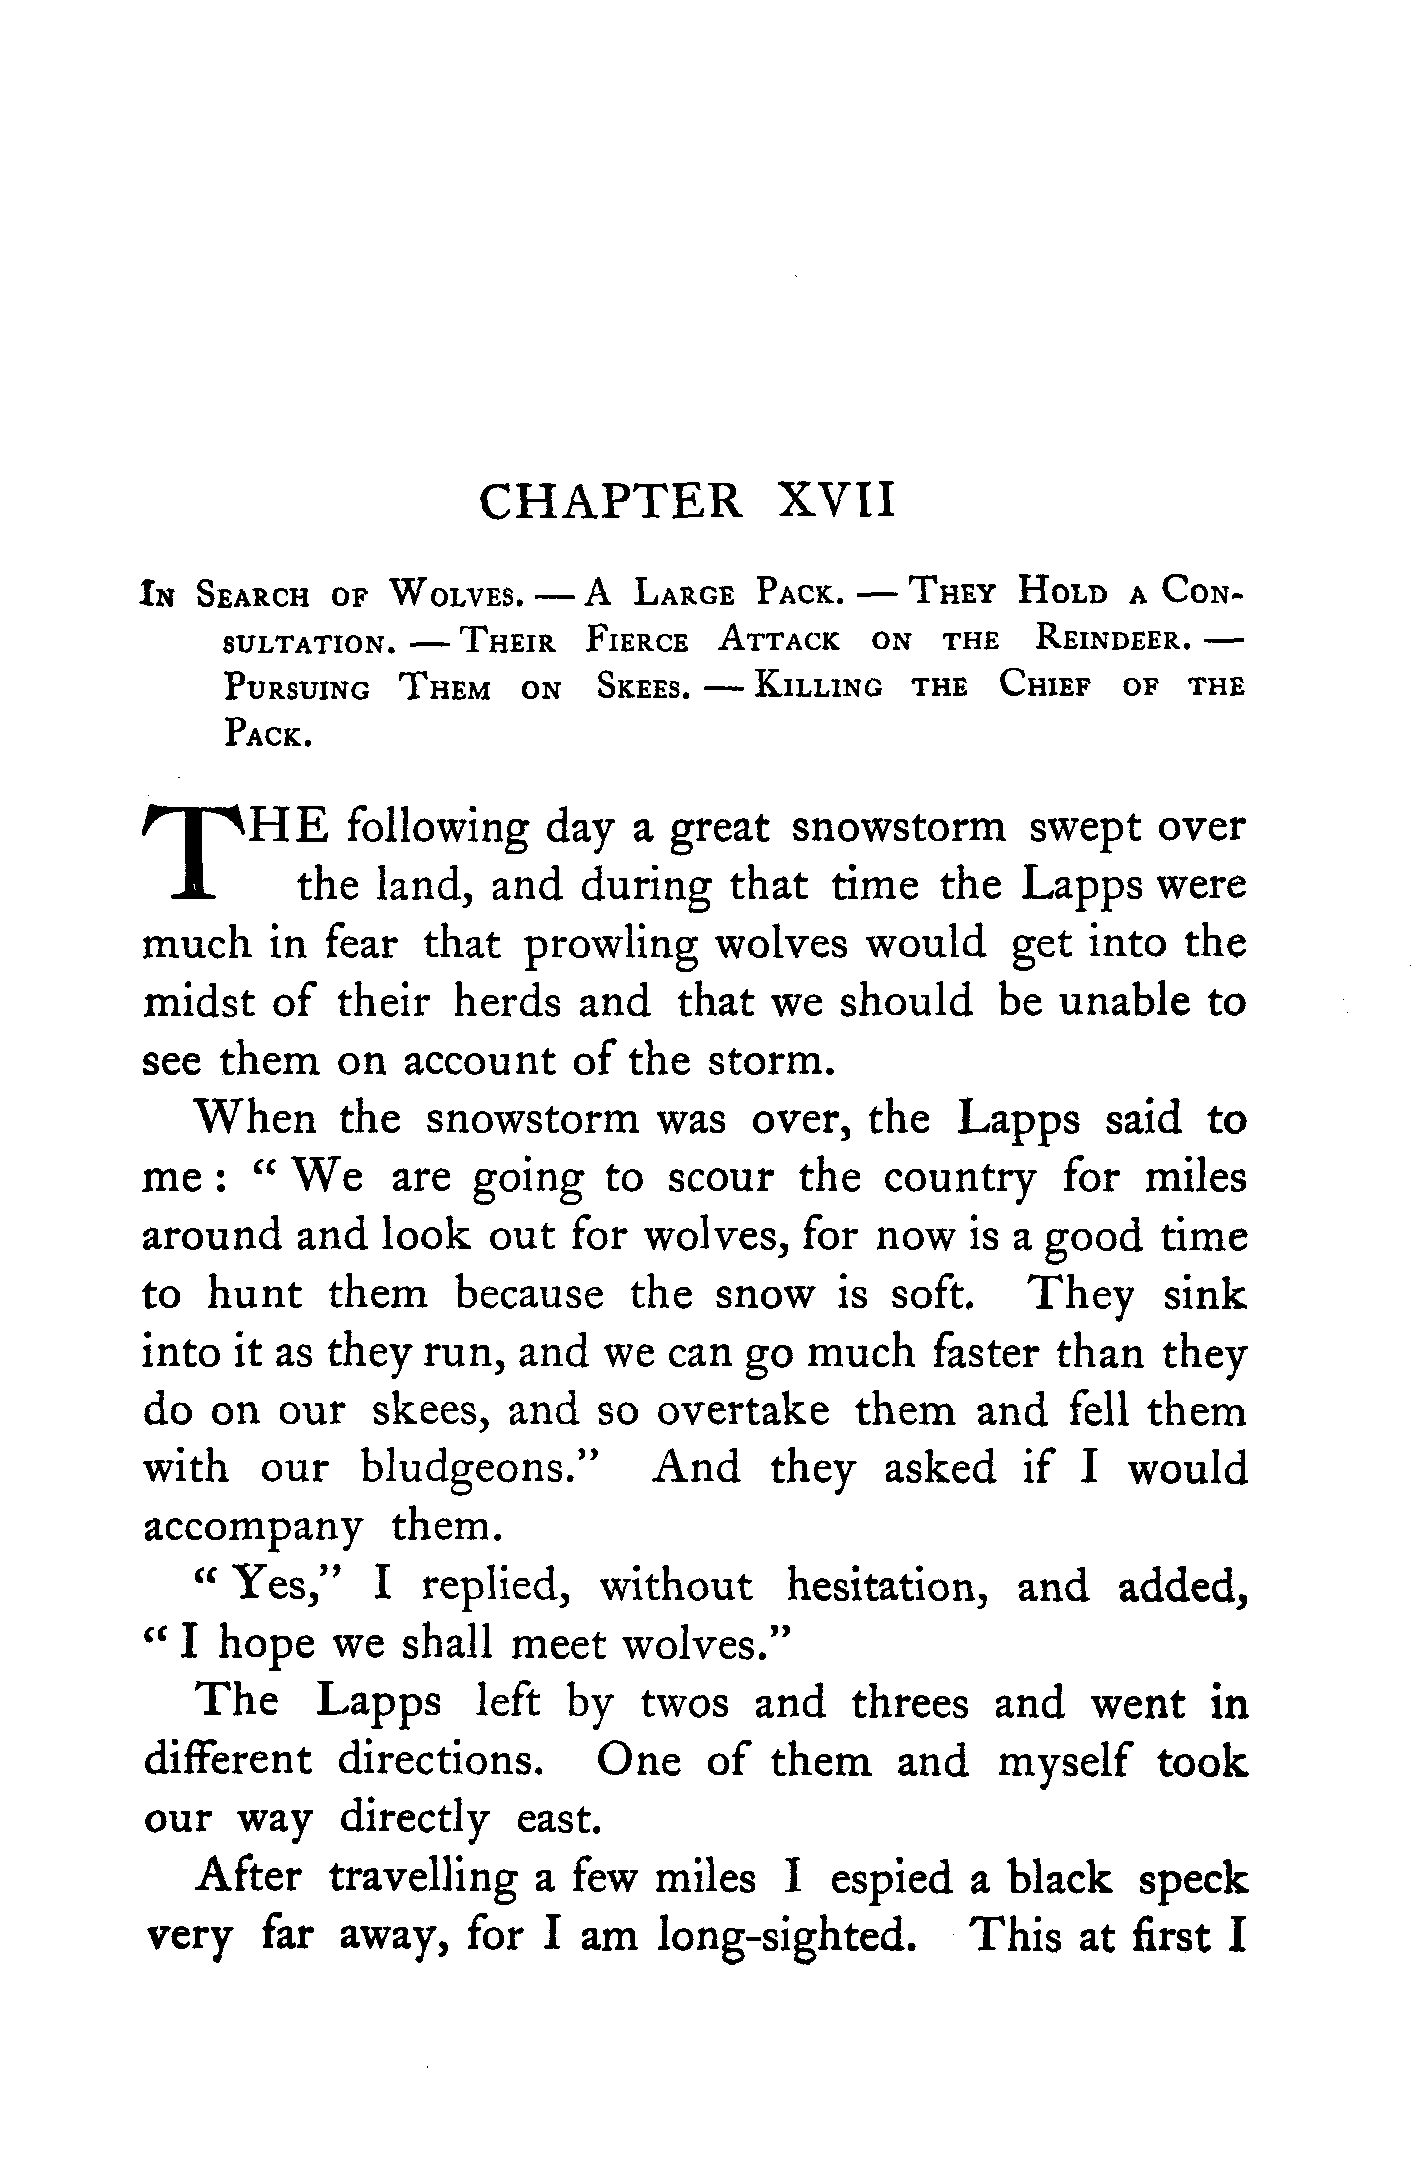 CHAPTER XVII
In Search of Wolves. — A Large Pack. — They Hold a Con-
sultation. — Their Fierce Attack on the Reindeer. —
Pursuing Them on Skees. — Killing the Chief of the
Pack.
THE following day a great snowstorm swept over
the land, and during that time the Lapps were
much in fear that prowling wolves would get into the
midst of their herds and that we should be unable to
see them on account of the storm.
When the snowstorm was over, the Lapps said to
me : “ We are going to scour the country for miles
around and look out for wolves, for now is a good time
to hunt them because the snow is soft. They sink
into it as they run, and we can go much faster than they
do on our skees, and so overtake them and fell them
with our bludgeons.” And they asked if I would
accompany them.
“ Yes,” I replied, without hesitation, and added,
“ I hope we shall meet wolves.”
The Lapps left by twos and threes and went in
different directions. One of them and myself took
our way directly east.
After travelling a few miles I espied a black speck
very far away, for I am long-sighted. This at first I